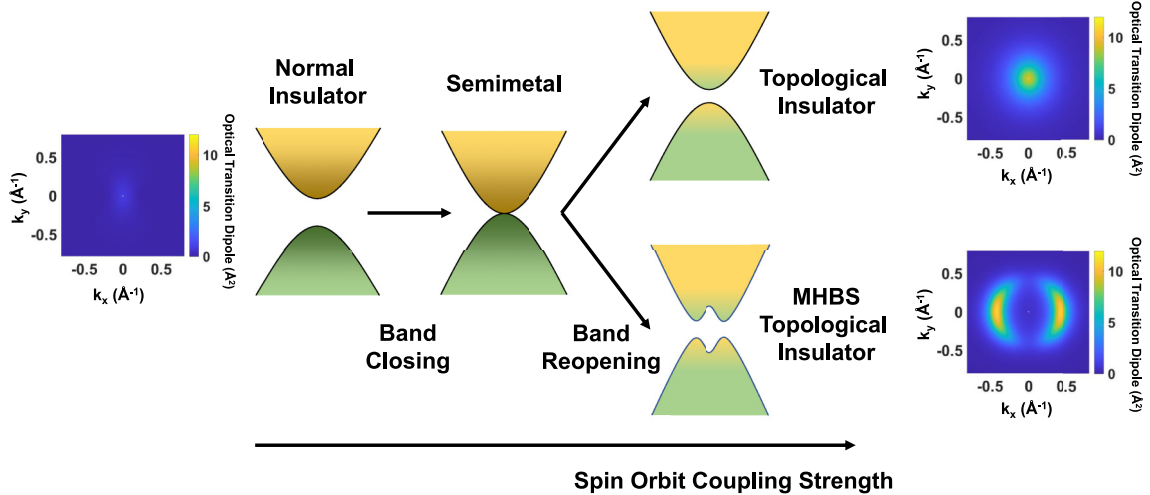 Normal
Insulator
Semimetal
Topological
Insulator
MHBS
Topological
Insulator
Band
Closing
Band
Reopening
Spin Orbit Coupling Strength
0.5
0
-0.5
-0.5 0 0.5
kₓ (Å⁻¹)
k_y (Å⁻¹)
10
5
0
Optical Transition Dipole (Å²)
0.5
0
-0.5
-0.5 0 0.5
kₓ (Å⁻¹)
k_y (Å⁻¹)
10
5
0
Optical Transition Dipole (Å²)
0.5
0
-0.5
-0.5 0 0.5
kₓ (Å⁻¹)
k_y (Å⁻¹)
10
5
0
Optical Transition Dipole (Å²)